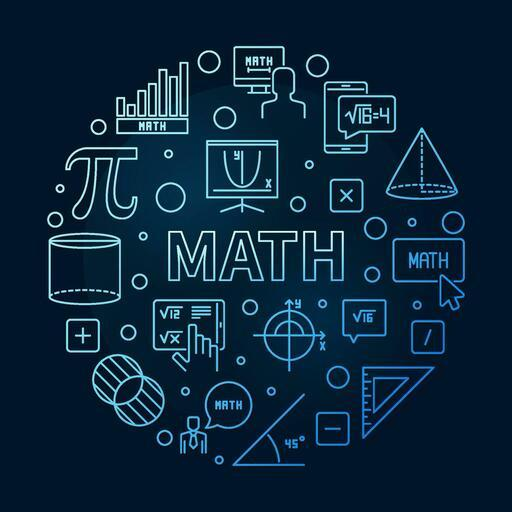 MATH
√16=4
MATH
π
y
x
×
MATH
MATH
+
√12
√x
y
x
√16
/
MATH
45°
−